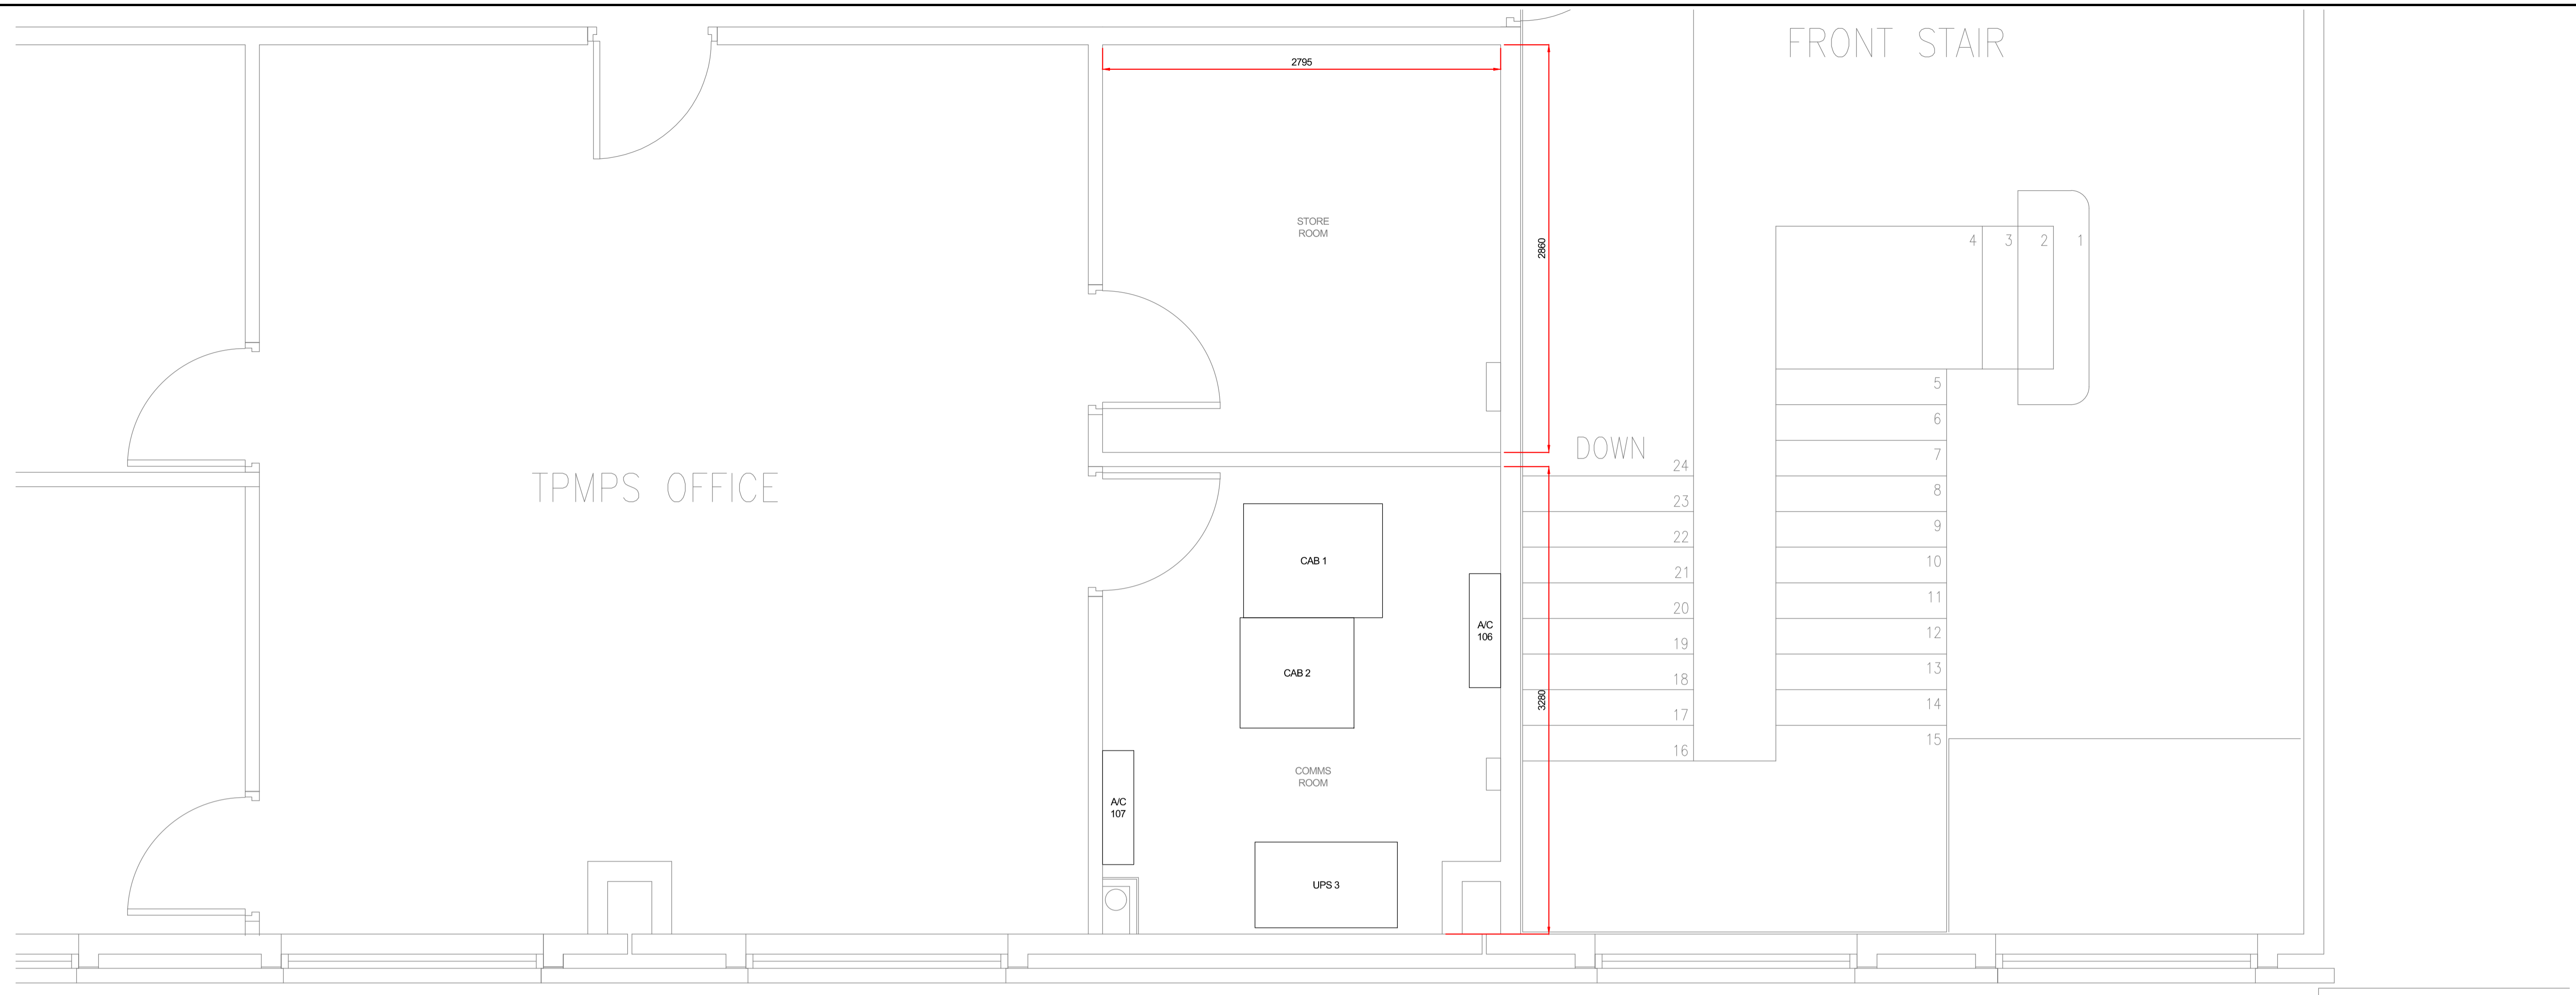 FRONT STAIR
2795
STORE
ROOM
2860
4 3 2 1
5
6
7
8
9
10
11
12
13
14
15
DOWN
24
23
22
21
20
19
18
17
16
TPMPS OFFICE
CAB 1
A/C
106
CAB 2
3280
COMMS
ROOM
A/C
107
UPS 3